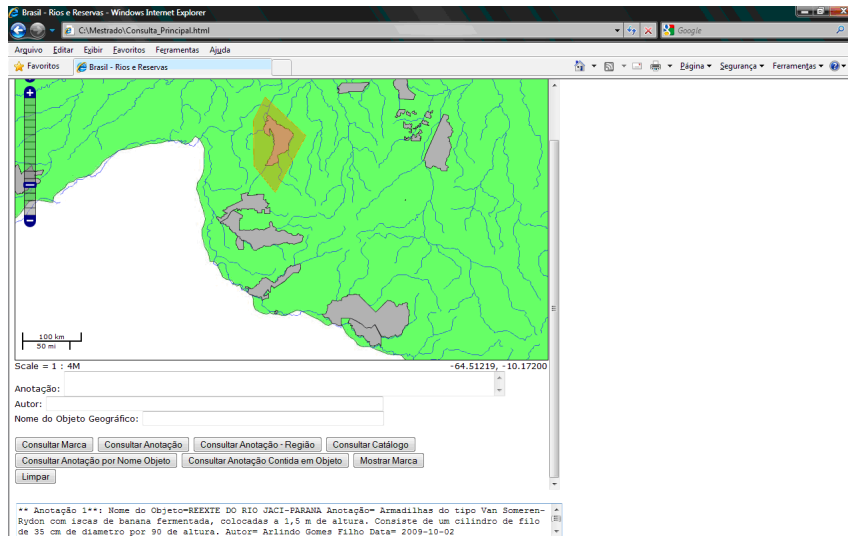 Brasil - Rios e Reservas - Windows Internet Explorer
C:\Mestrado\Consulta_Principal.html
Google
Arquivo Editar Exibir Favoritos Ferramentas Ajuda
Favoritos Brasil - Rios e Reservas Página Segurança Ferramentas
100 km
50 mi
Scale = 1 : 4M -64.51219, -10.17200
Anotação:
Autor:
Nome do Objeto Geográfico:
Consultar Marca Consultar Anotação Consultar Anotação - Região Consultar Catálogo
Consultar Anotação por Nome Objeto Consultar Anotação Contida em Objeto Mostrar Marca
Limpar
** Anotação 1**: Nome do Objeto=REEXTE DO RIO JACI-PARANA Anotação= Armadilhas do tipo Van Someren-
Rydon com iscas de banana fermentada, colocadas a 1,5 m de altura. Consiste de um cilindro de filo
de 35 cm de diametro por 90 de altura. Autor= Arlindo Gomes Filho Data= 2009-10-02